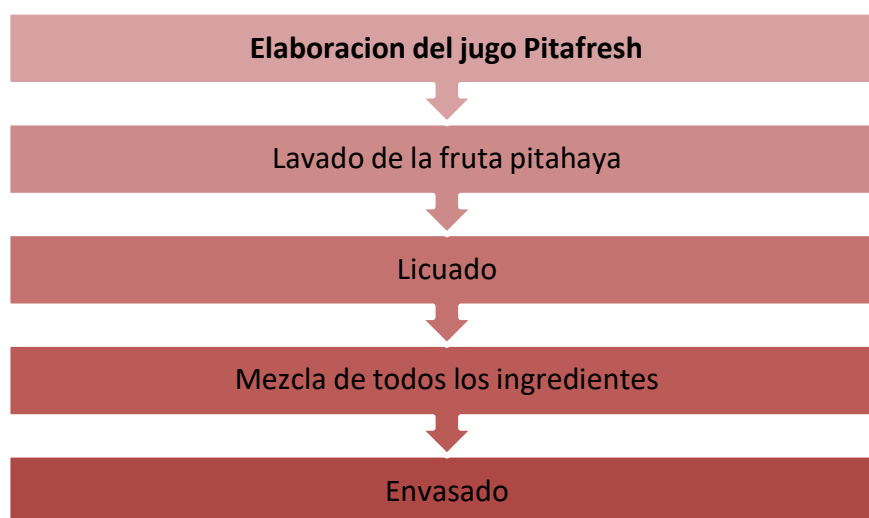 Elaboracion del jugo Pitafresh
Lavado de la fruta pitahaya
Licuado
Mezcla de todos los ingredientes
Envasado